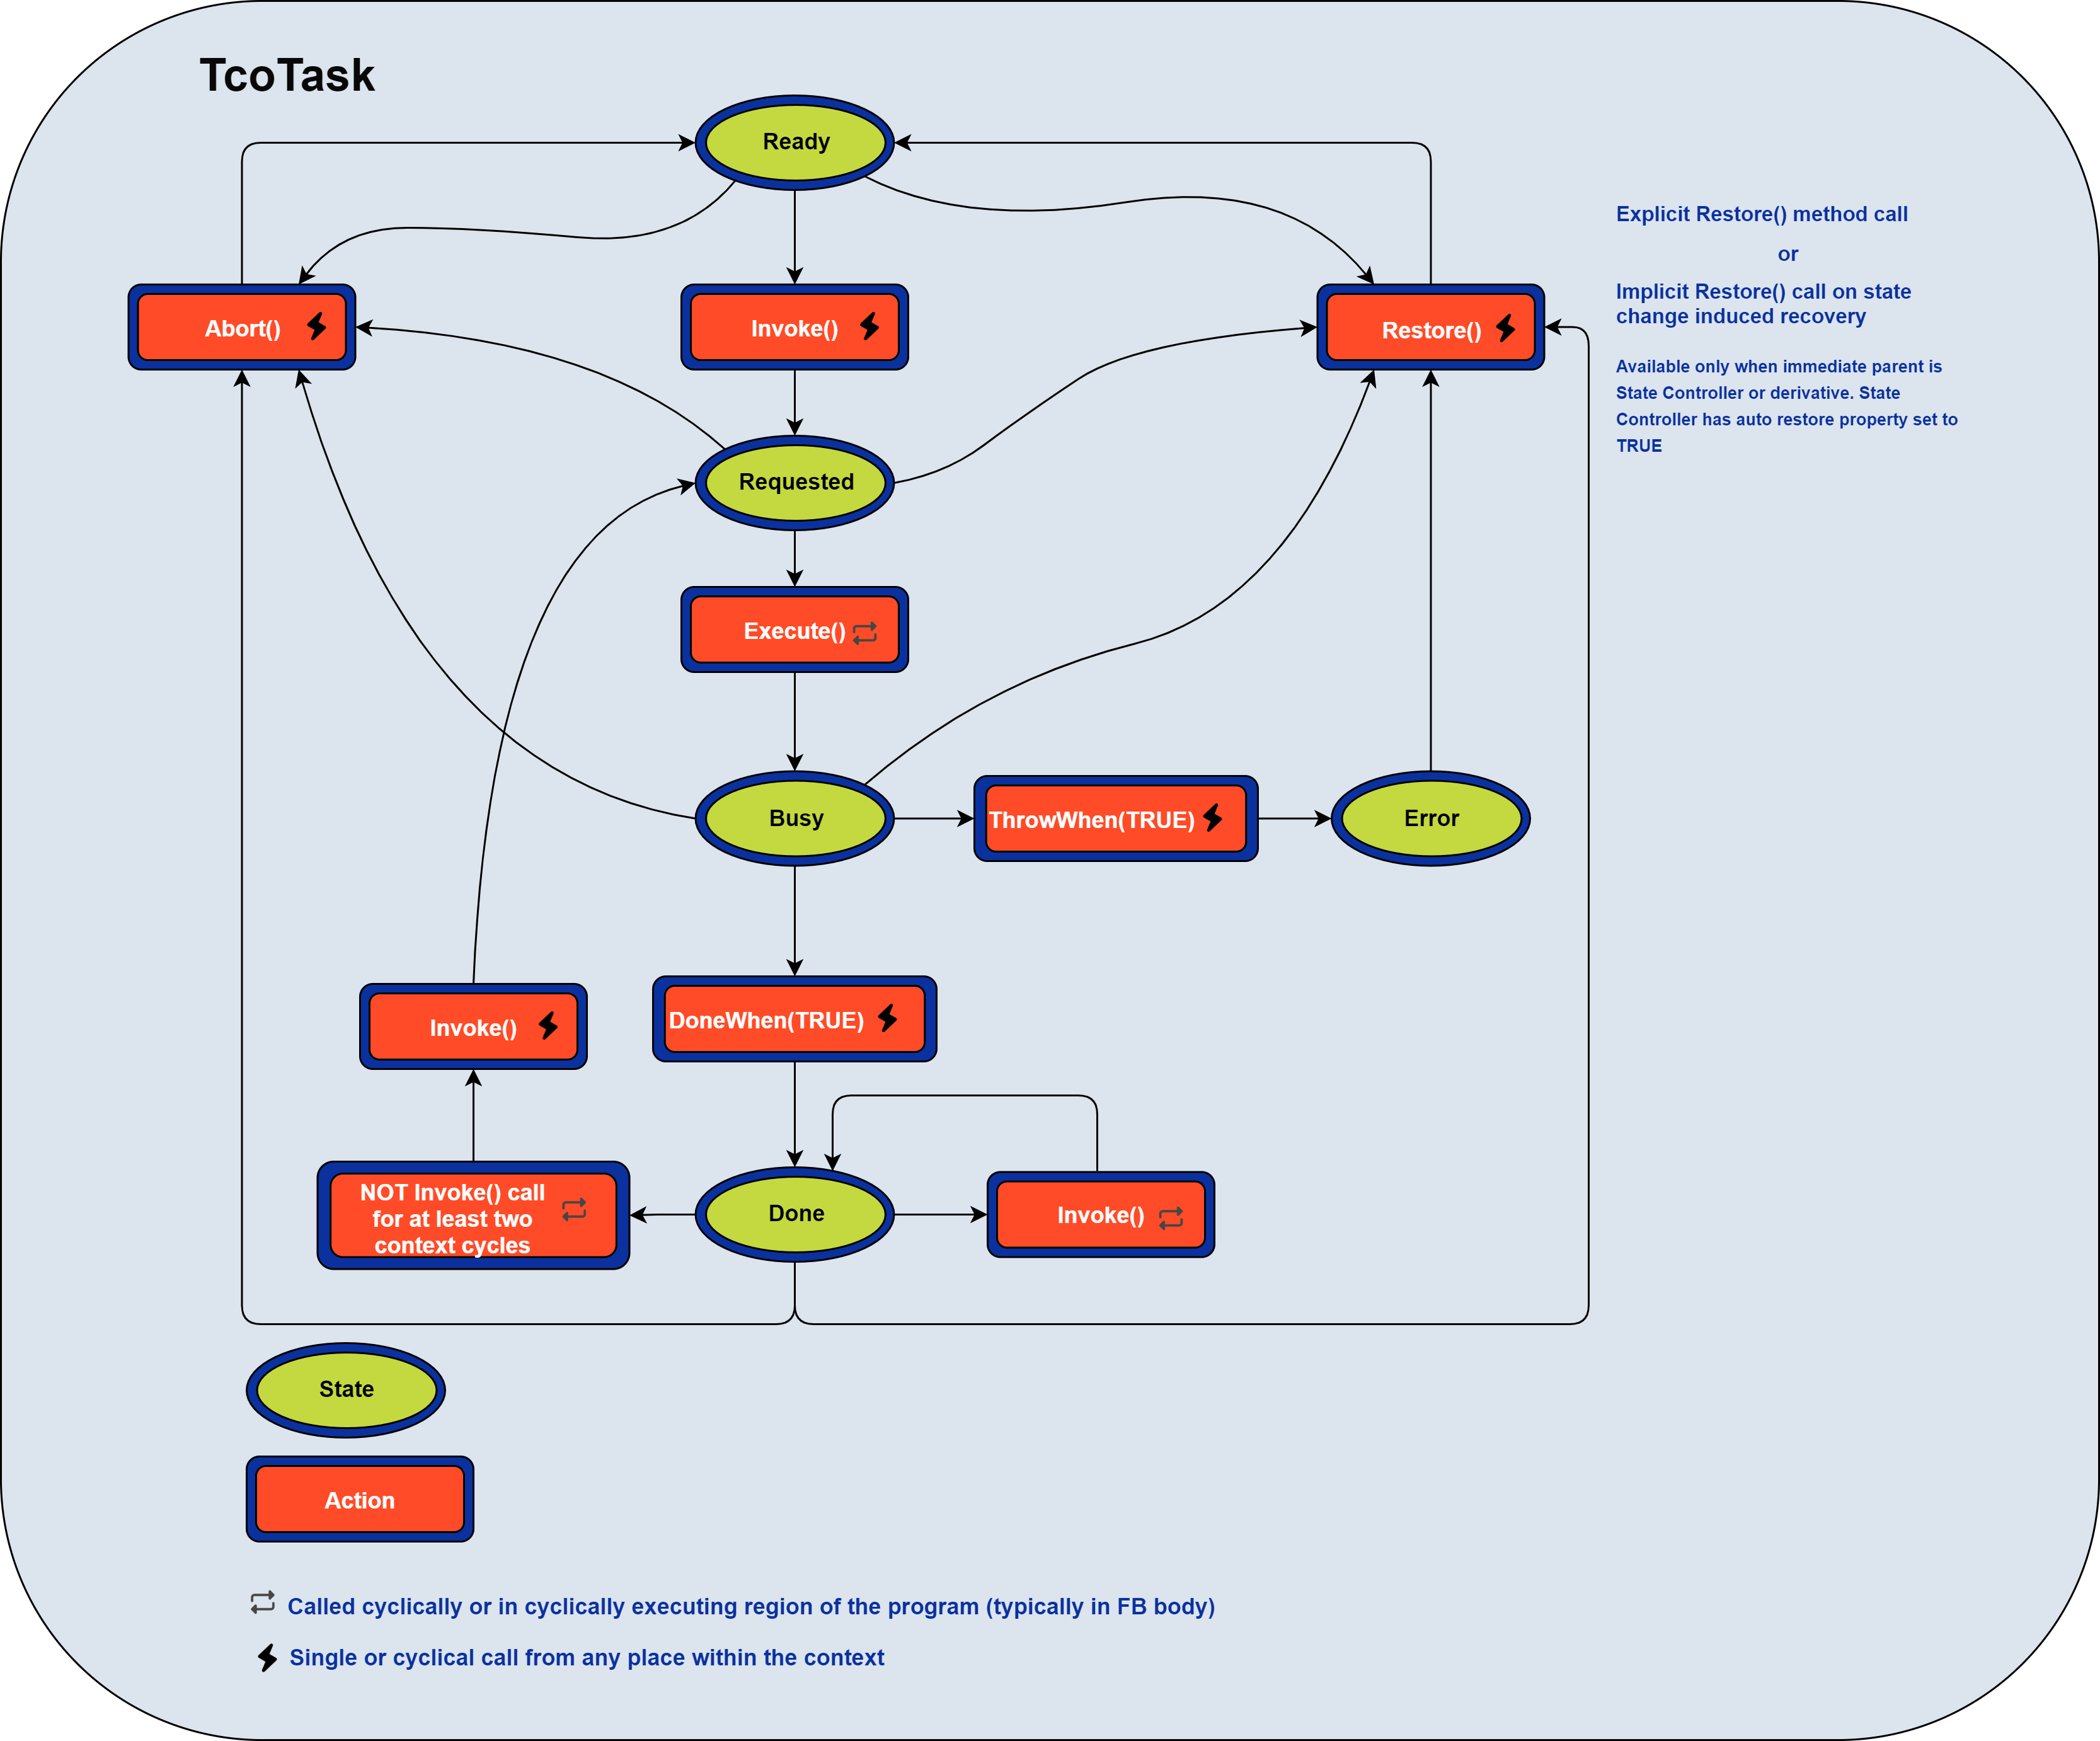 TcoTask
Ready
Explicit Restore() method call
or
Implicit Restore() call on state
change induced recovery
Abort()
Invoke()
Restore()
Available only when immediate parent is
State Controller or derivative. State
Controller has auto restore property set to
TRUE
Requested
Execute()
Busy
ThrowWhen(TRUE)
Error
Invoke()
DoneWhen(TRUE)
NOT Invoke() call
for at least two
context cycles
Done
Invoke()
State
Action
Called cyclically or in cyclically executing region of the program (typically in FB body)
Single or cyclical call from any place within the context